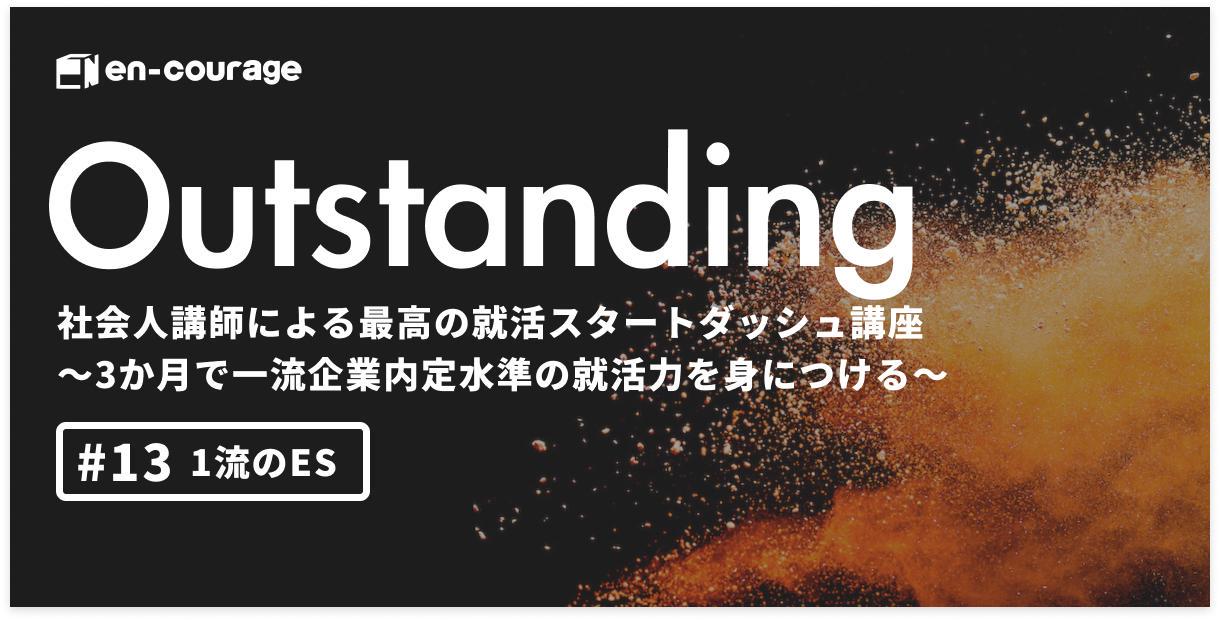 en-courage
Outstanding
社会人講師による最高の就活スタートダッシュ講座
〜3か月で一流企業内定水準の就活力を身につける〜
#13 1流のES